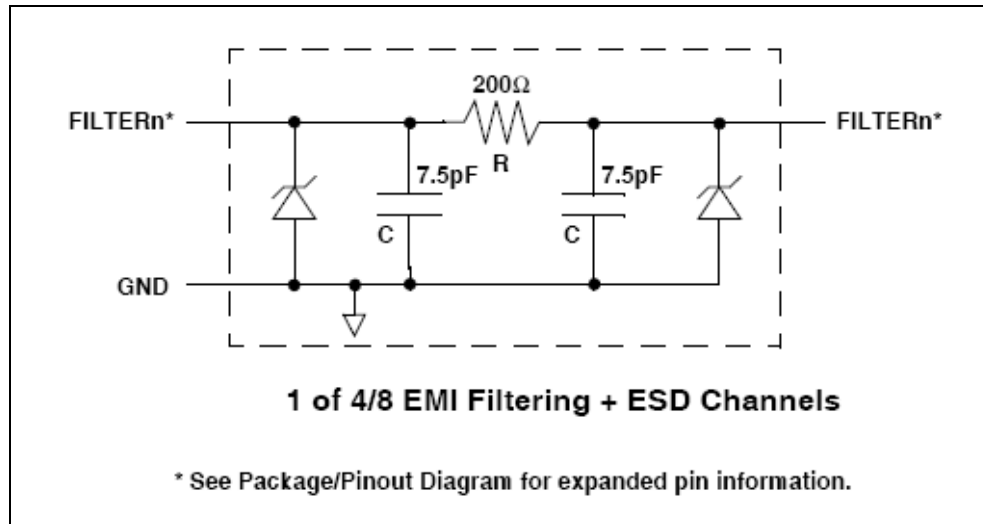 200Ω
FILTERn*
FILTERn*
R
7.5pF
7.5pF
C
C
GND
1 of 4/8 EMI Filtering + ESD Channels
* See Package/Pinout Diagram for expanded pin information.